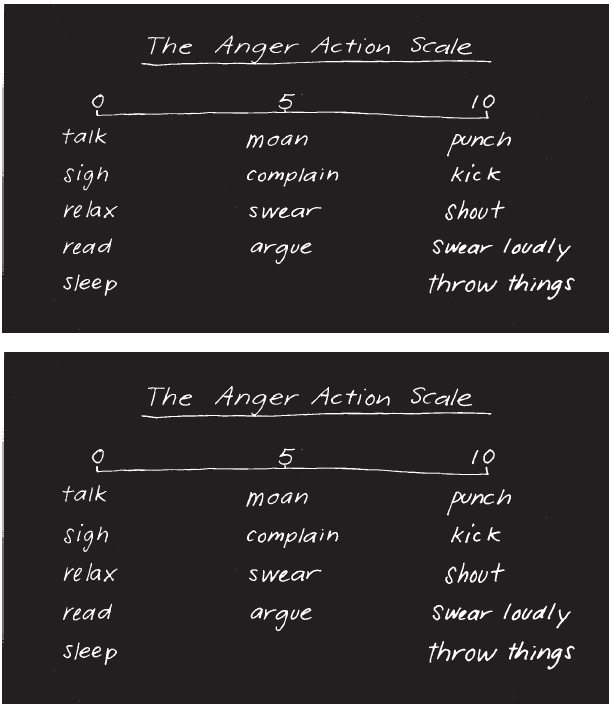 The Anger Action Scale
0 5 10
talk moan punch
sigh complain kick
relax swear shout
read argue swear loudly
sleep throw things
The Anger Action Scale
0 5 10
talk moan punch
sigh complain kick
relax swear shout
read argue swear loudly
sleep throw things